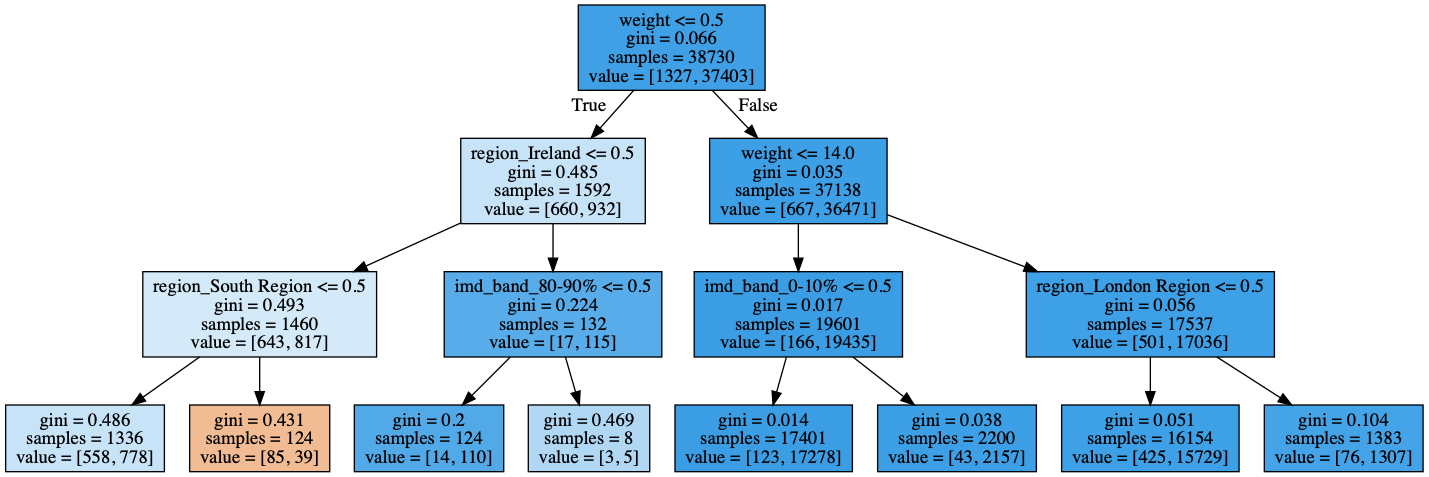 weight <= 0.5
gini = 0.066
samples = 38730
value = [1327, 37403]
True
False
region_Ireland <= 0.5
gini = 0.485
samples = 1592
value = [660, 932]
weight <= 14.0
gini = 0.035
samples = 37138
value = [667, 36471]
region_South Region <= 0.5
gini = 0.493
samples = 1460
value = [643, 817]
imd_band_80-90% <= 0.5
gini = 0.224
samples = 132
value = [17, 115]
imd_band_0-10% <= 0.5
gini = 0.017
samples = 19601
value = [166, 19435]
region_London Region <= 0.5
gini = 0.056
samples = 17537
value = [501, 17036]
gini = 0.486
samples = 1336
value = [558, 778]
gini = 0.431
samples = 124
value = [85, 39]
gini = 0.2
samples = 124
value = [14, 110]
gini = 0.469
samples = 8
value = [3, 5]
gini = 0.014
samples = 17401
value = [123, 17278]
gini = 0.038
samples = 2200
value = [43, 2157]
gini = 0.051
samples = 16154
value = [425, 15729]
gini = 0.104
samples = 1383
value = [76, 1307]